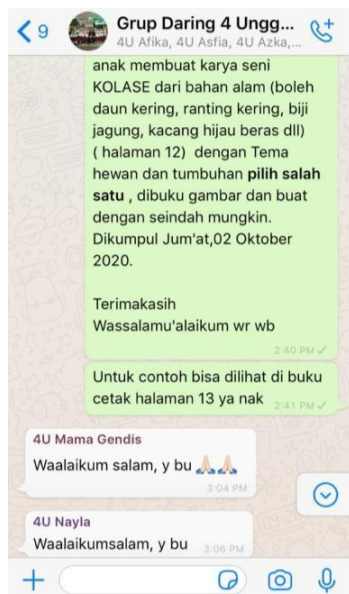 9
Grup Daring 4 Ungg...
4U Afika, 4U Asfia, 4U Azka,...
anak membuat karya seni
KOLASE dari bahan alam (boleh
daun kering, ranting kering, biji
jagung, kacang hijau beras dll)
( halaman 12)  dengan Tema
hewan dan tumbuhan pilih salah
satu , dibuku gambar dan buat
dengan seindah mungkin.
Dikumpul Jum'at,02 Oktober
2020.
Terimakasih
Wassalamu'alaikum wr wb
2:40 PM
Untuk contoh bisa dilihat di buku
cetak halaman 13 ya nak
2:41 PM
4U Mama Gendis
Waalaikum salam, y bu 🙏🏻🙏🏻
3:04 PM
4U Nayla
Waalaikumsalam, y bu
3:06 PM